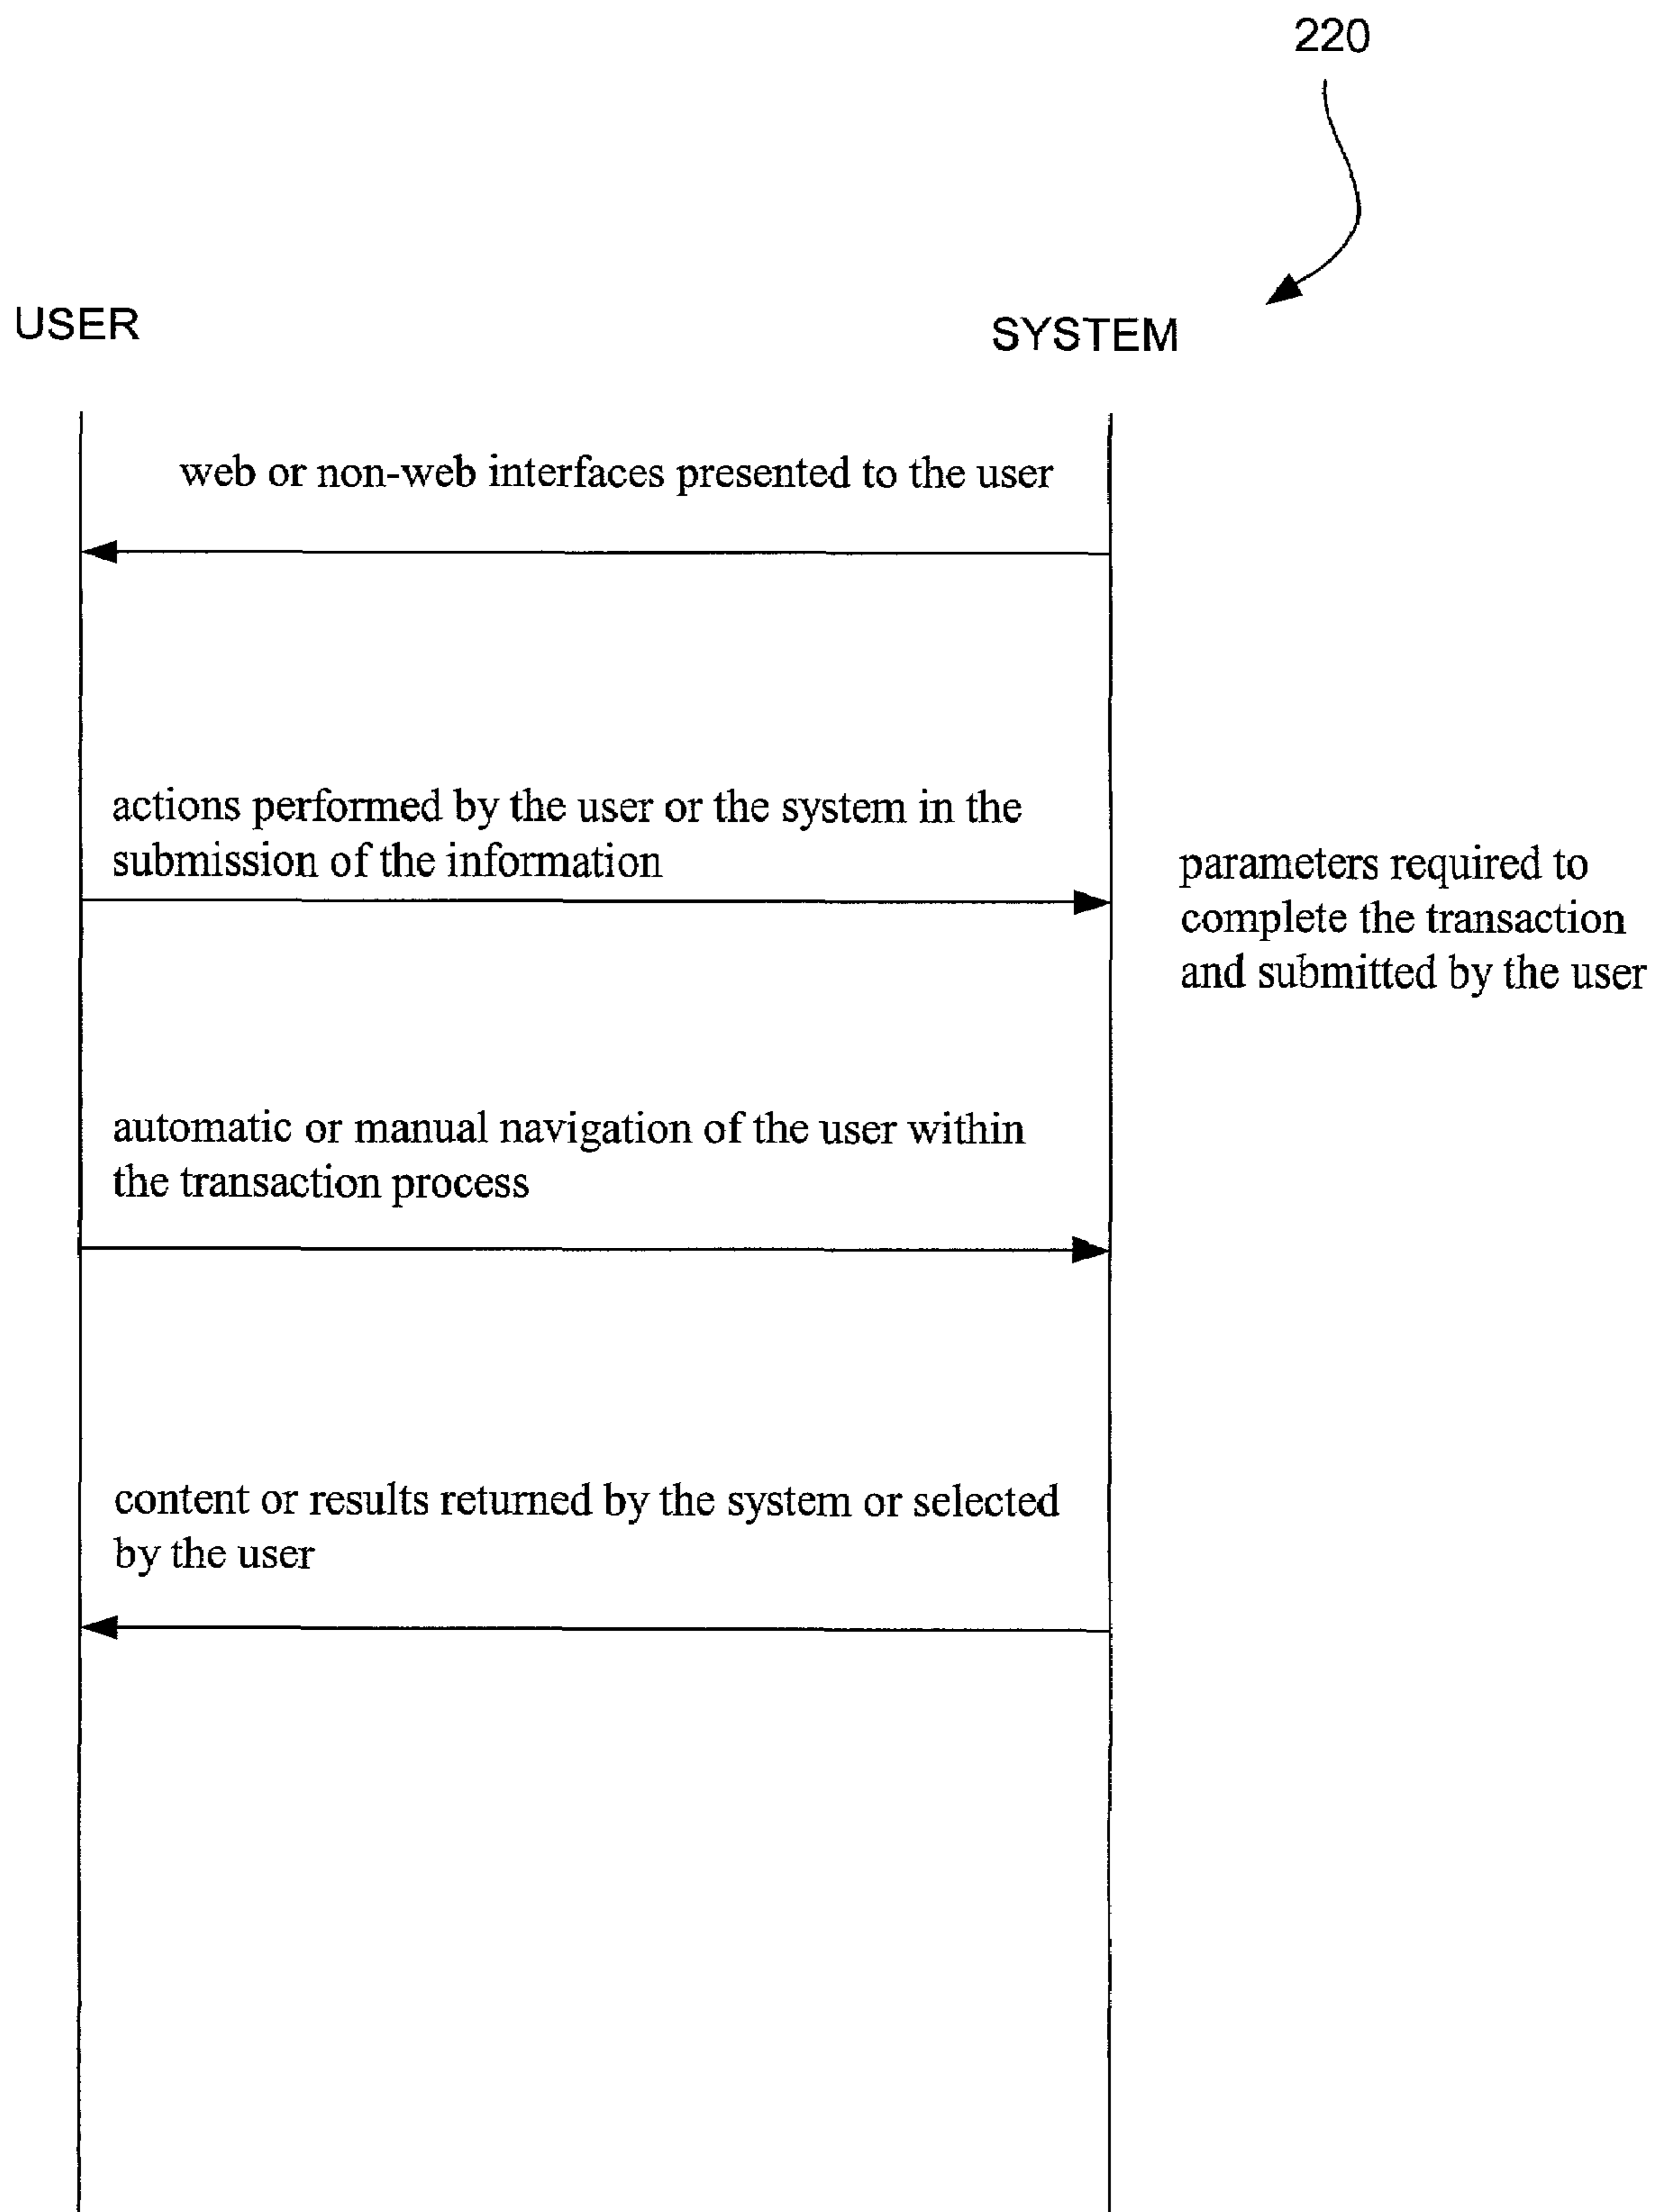 220
USER
SYSTEM
web or non-web interfaces presented to the user
actions performed by the user or the system in the
submission of the information
parameters required to
complete the transaction
and submitted by the user
automatic or manual navigation of the user within
the transaction process
content or results returned by the system or selected
by the user